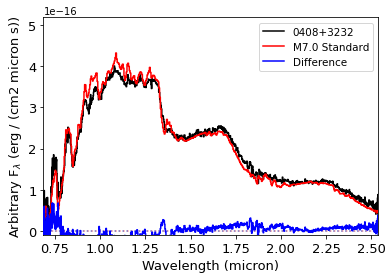 1e−16
0408+3232
M7.0 Standard
Difference
5
4
3
2
1
0
Arbitrary Fλ (erg / (cm2 micron s))
0.75 1.00 1.25 1.50 1.75 2.00 2.25 2.50
Wavelength (micron)